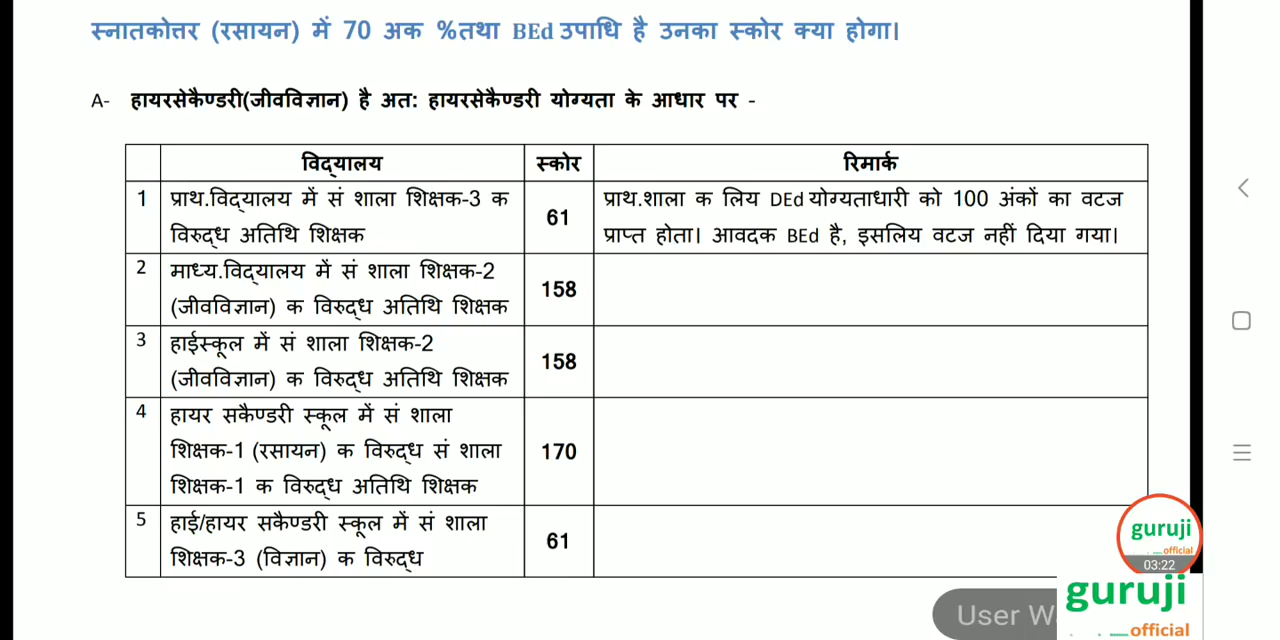 स्नातकोत्तर (रसायन) में 70 अक %तथा BEd उपाधि है उनका स्कोर क्या होगा।
A- हायरसेकैण्डरी(जीवविज्ञान) है अतः हायरसेकैण्डरी योग्यता के आधार पर -
विद्यालय स्कोर रिमार्क
1 प्राथ.विद्यालय में सं शाला शिक्षक-3 क
विरुद्ध अतिथि शिक्षक
61
प्राथ.शाला क लिय DEd योग्यताधारी को 100 अंकों का वटज
प्राप्त होता। आवदक BEd है, इसलिय वटज नहीं दिया गया।
2 माध्य.विद्यालय में सं शाला शिक्षक-2
(जीवविज्ञान) क विरुद्ध अतिथि शिक्षक
158
3 हाईस्कूल में सं शाला शिक्षक-2
(जीवविज्ञान) क विरुद्ध अतिथि शिक्षक
158
4 हायर सकैण्डरी स्कूल में सं शाला
शिक्षक-1 (रसायन) क विरुद्ध सं शाला
शिक्षक-1 क विरुद्ध अतिथि शिक्षक
170
5 हाई/हायर सकैण्डरी स्कूल में सं शाला
शिक्षक-3 (विज्ञान) क विरुद्ध
61
guruji
official
03:22
User
guruji
official